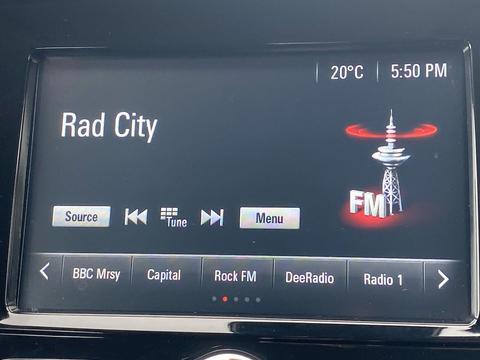 20°C 5:50 PM
Rad City
FM
Source Tune Menu
BBC Mrsy Capital Rock FM DeeRadio Radio 1